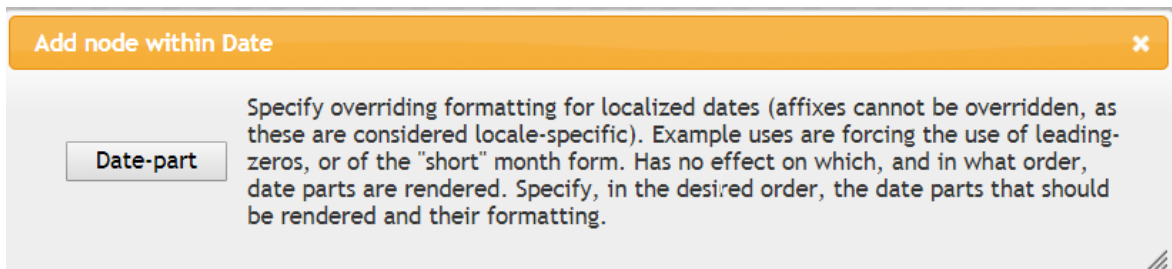 Add node within Date
Date-part
Specify overriding formatting for localized dates (affixes cannot be overridden, as
these are considered locale-specific). Example uses are forcing the use of leading-
zeros, or of the "short" month form. Has no effect on which, and in what order,
date parts are rendered. Specify, in the desired order, the date parts that should
be rendered and their formatting.